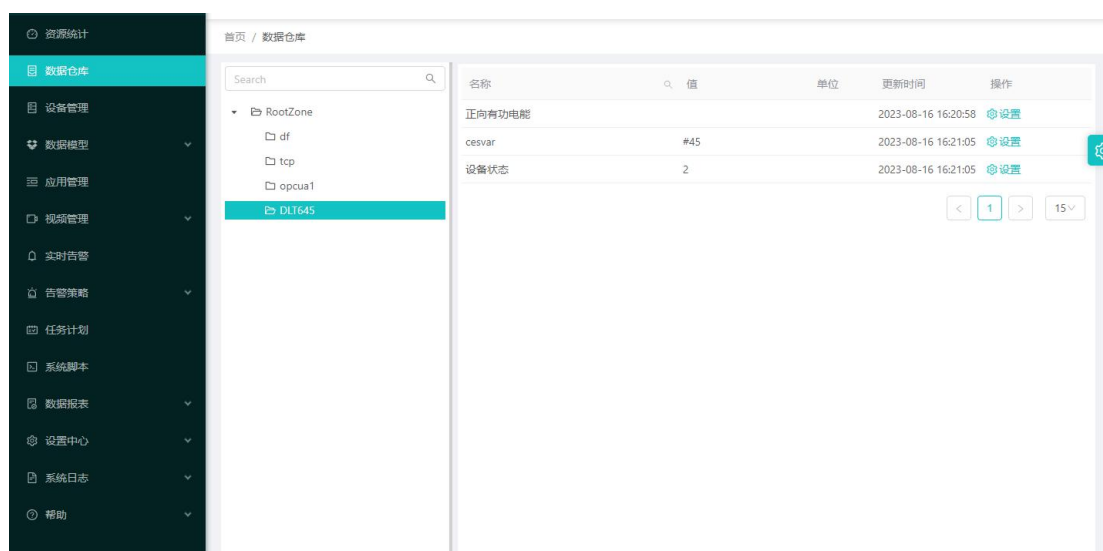 资源统计
数据仓库
设备管理
数据模型
应用管理
视频管理
实时告警
告警策略
任务计划
系统脚本
数据报表
设置中心
系统日志
帮助
首页 / 数据仓库
Search
RootZone
df
tcp
opcua1
DLT645
名称 值 单位 更新时间 操作
正向有功电能 2023-08-16 16:20:58 设置
cesvar #45 2023-08-16 16:21:05 设置
设备状态 2 2023-08-16 16:21:05 设置
< 1 > 15